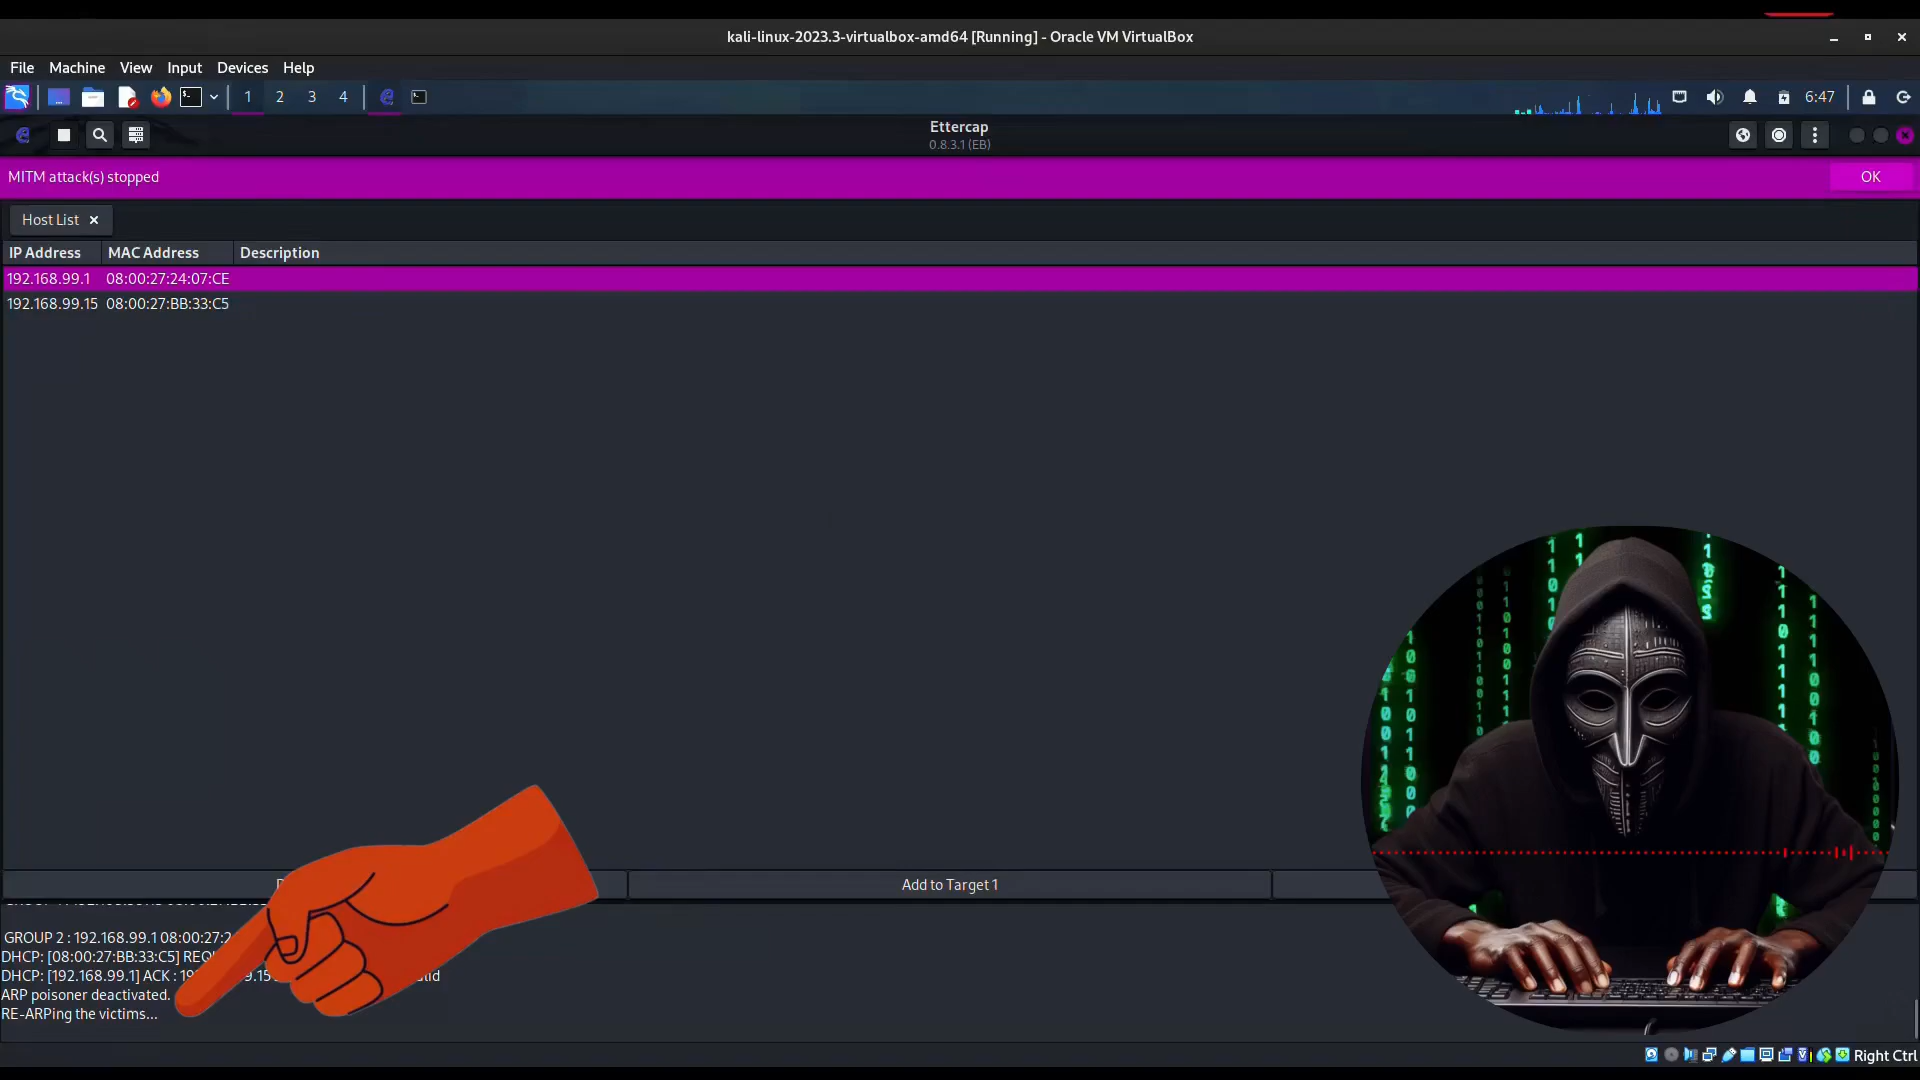 kali-linux-2023.3-virtualbox-amd64 [Running] - Oracle VM VirtualBox
File Machine View Input Devices Help
1 2 3 4 6:47
Ettercap
0.8.3.1 (EB)
MITM attack(s) stopped OK
Host List
IP Address MAC Address Description
192.168.99.1 08:00:27:24:07:CE
192.168.99.15 08:00:27:BB:33:C5
Add to Target 1
GROUP 2 : 192.168.99.1 08:00:27:2
DHCP: [08:00:27:BB:33:C5]
DHCP: [192.168.99.1] ACK :
ARP poisoner deactivated.
RE-ARPing the victims...
Right Ctrl